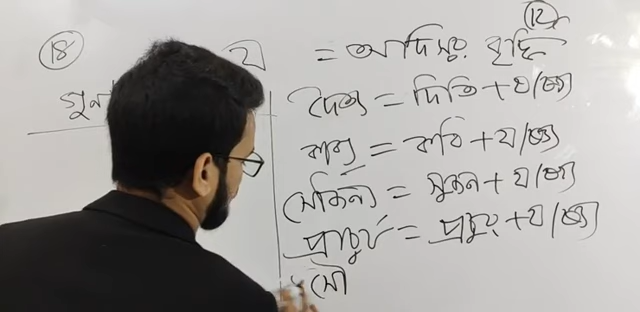 ১৪ য = আদিস্বর বৃদ্ধি ১২
গুন
দৈত্য = দিতি + য/ষ্ণ্য
কাব্য = কবি + য/ষ্ণ্য
সৌজন্য = সুজন + য/ষ্ণ্য
প্রাচুর্য = প্রচুর + য/ষ্ণ্য
সৌ